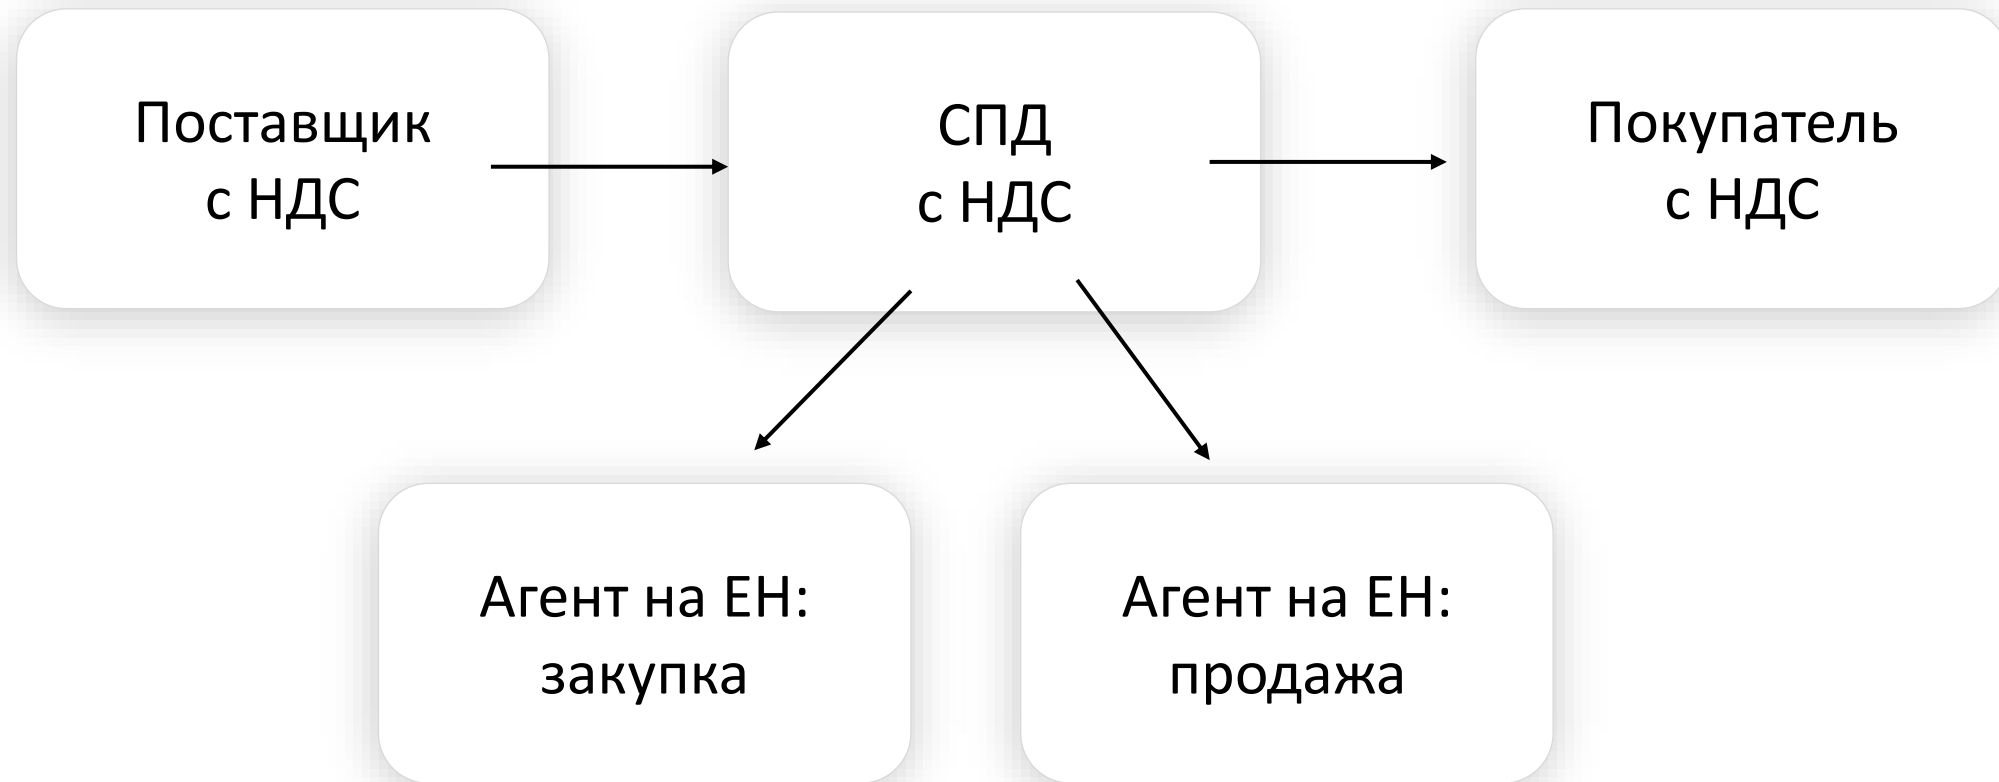 Поставщик
с НДС
СПД
с НДС
Покупатель
с НДС
Агент на ЕН:
закупка
Агент на ЕН:
продажа